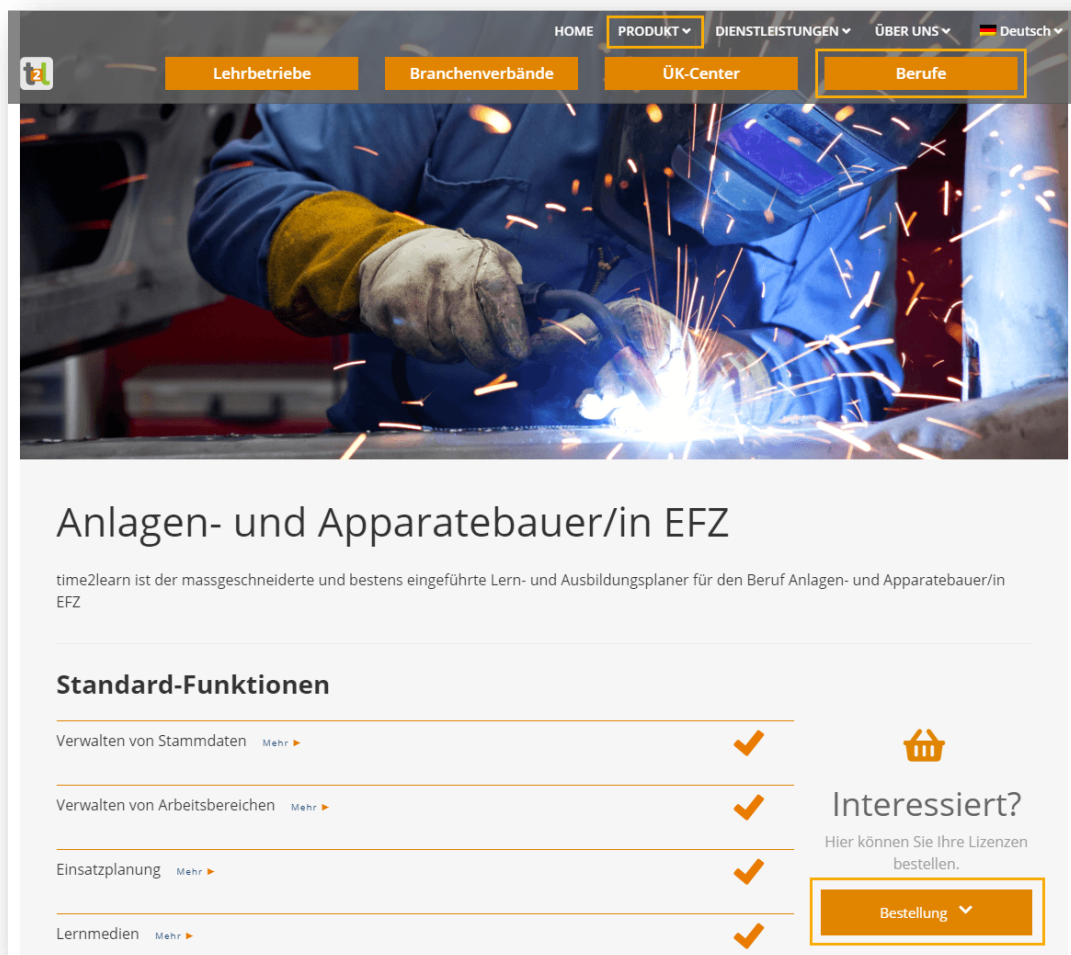 HOME PRODUKT DIENSTLEISTUNGEN ÜBER UNS Deutsch
t2l
Lehrbetriebe Branchenverbände ÜK-Center Berufe
Anlagen- und Apparatebauer/in EFZ
time2learn ist der massgeschneiderte und bestens eingeführte Lern- und Ausbildungsplaner für den Beruf Anlagen- und Apparatebauer/in
EFZ
Standard-Funktionen
Verwalten von Stammdaten Mehr
Verwalten von Arbeitsbereichen Mehr
Einsatzplanung Mehr
Lernmedien Mehr
Interessiert?
Hier können Sie Ihre Lizenzen
bestellen.
Bestellung